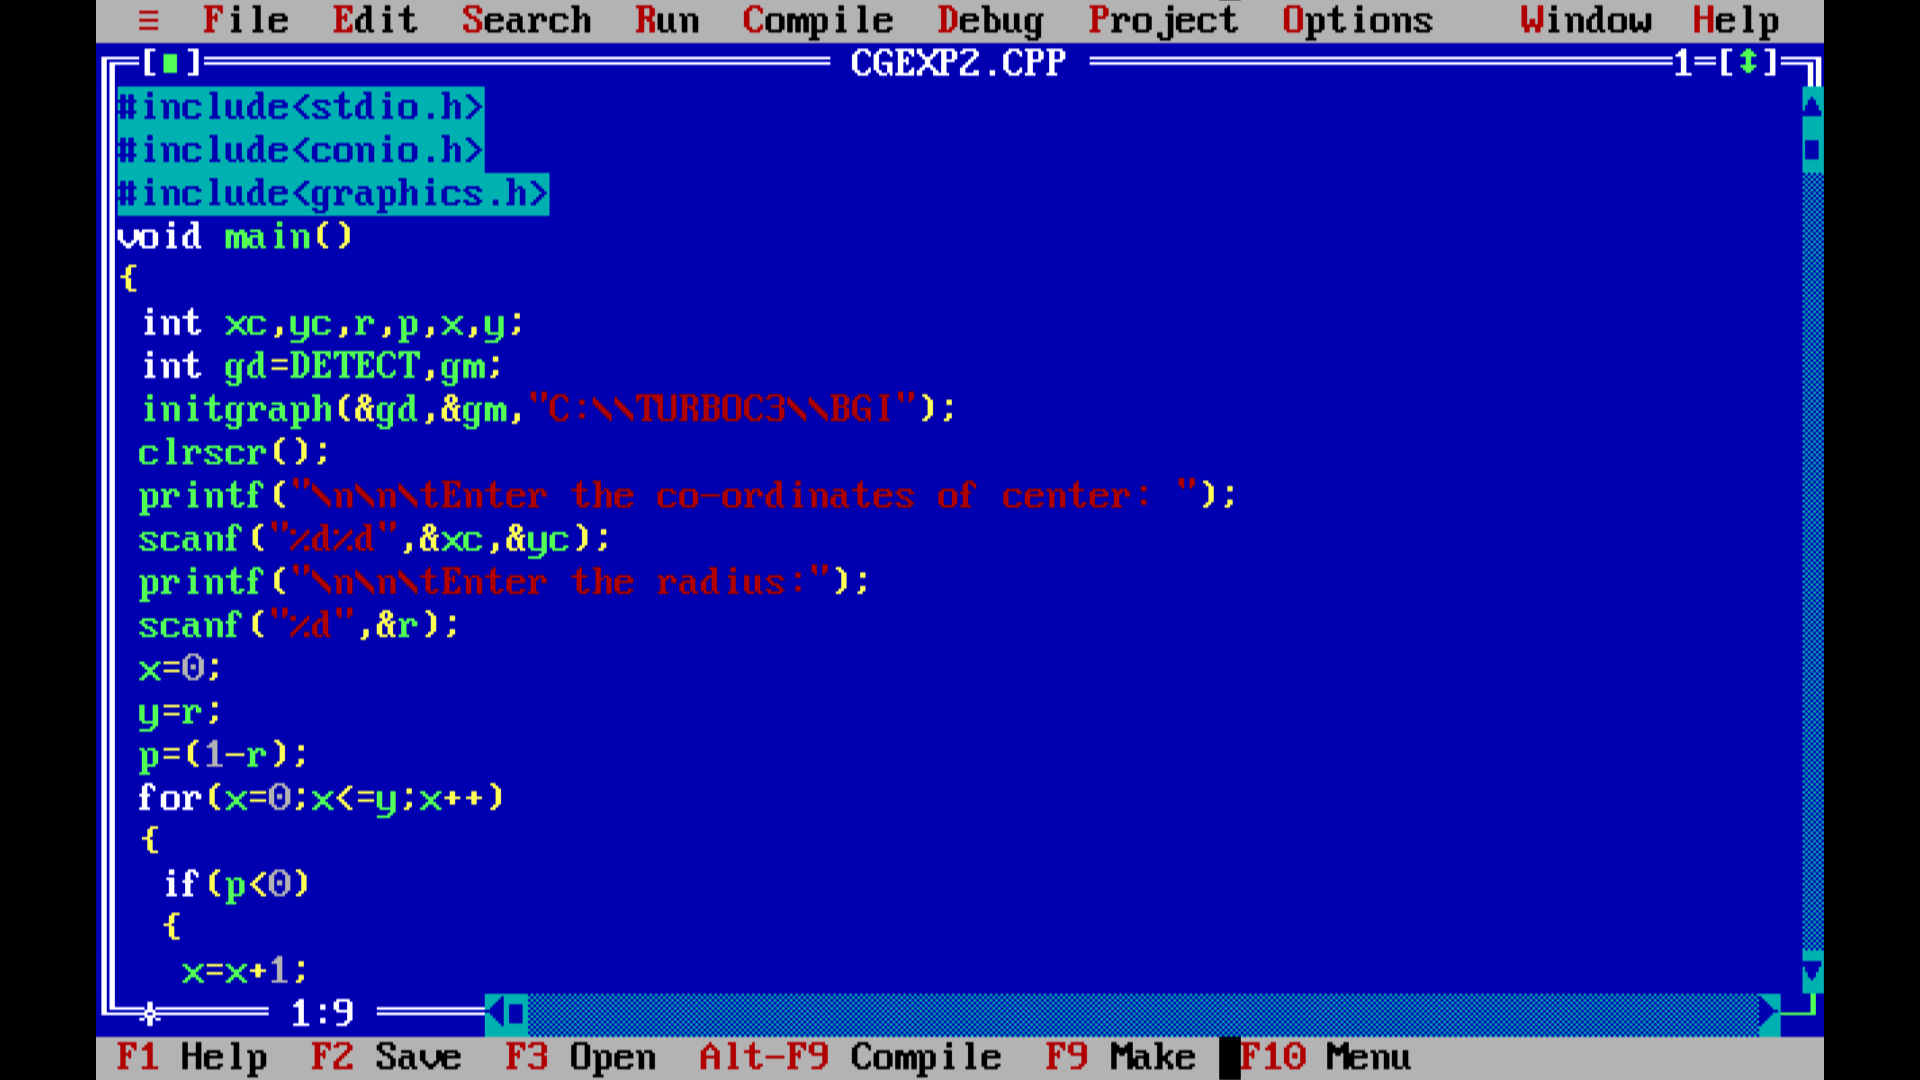 ≡ File Edit Search Run Compile Debug Project Options Window Help
[■] CGEXP2.CPP 1=[↕]
#include<stdio.h>
#include<conio.h>
#include<graphics.h>
void main()
{
int xc,yc,r,p,x,y;
int gd=DETECT,gm;
initgraph(&gd,&gm,"C:\\TURBOC3\\BGI");
clrscr();
printf("\n\n\tEnter the co-ordinates of center: ");
scanf("%d%d",&xc,&yc);
printf("\n\n\tEnter the radius:");
scanf("%d",&r);
x=0;
y=r;
p=(1-r);
for(x=0;x<=y;x++)
{
if(p<0)
{
x=x+1;
1:9
F1 Help F2 Save F3 Open Alt-F9 Compile F9 Make F10 Menu